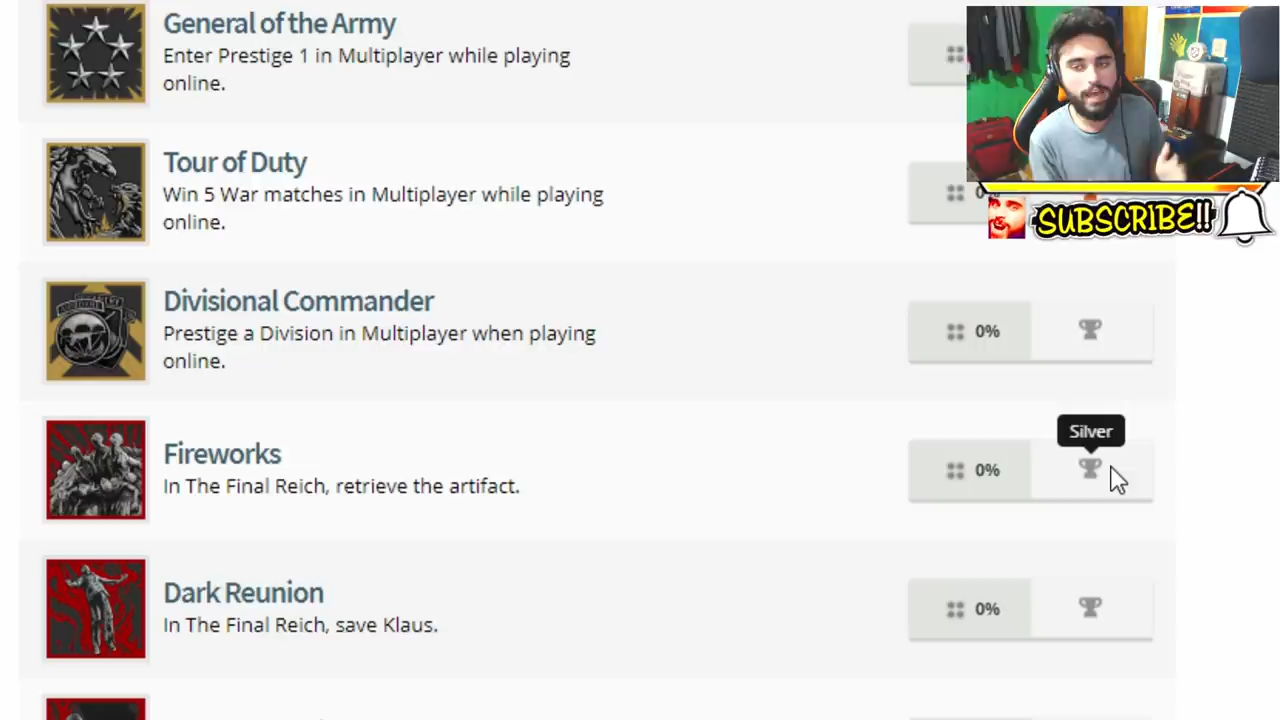 General of the Army
Enter Prestige 1 in Multiplayer while playing
online.
Tour of Duty
Win 5 War matches in Multiplayer while playing
online.
SUBSCRIBE!!
Divisional Commander
Prestige a Division in Multiplayer when playing
online.
0%
Silver
Fireworks
In The Final Reich, retrieve the artifact.
0%
Dark Reunion
In The Final Reich, save Klaus.
0%